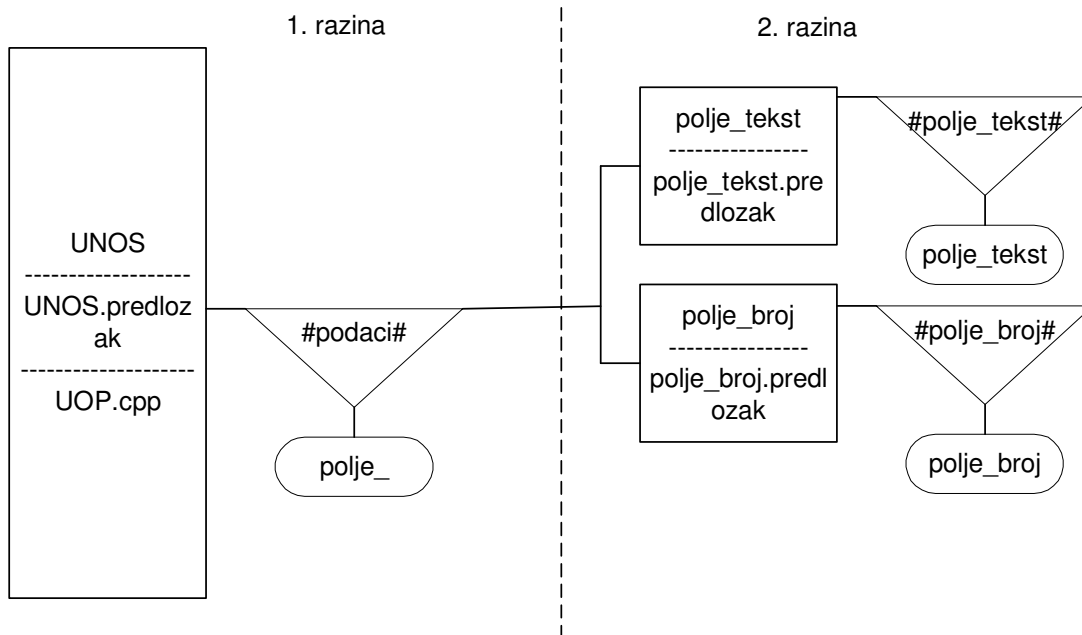 1. razina
2. razina
UNOS
UNOS.predloz
ak
UOP.cpp
#podaci#
polje_
polje_tekst
polje_tekst.pre
dlozak
#polje_tekst#
polje_tekst
polje_broj
polje_broj.predl
ozak
#polje_broj#
polje_broj